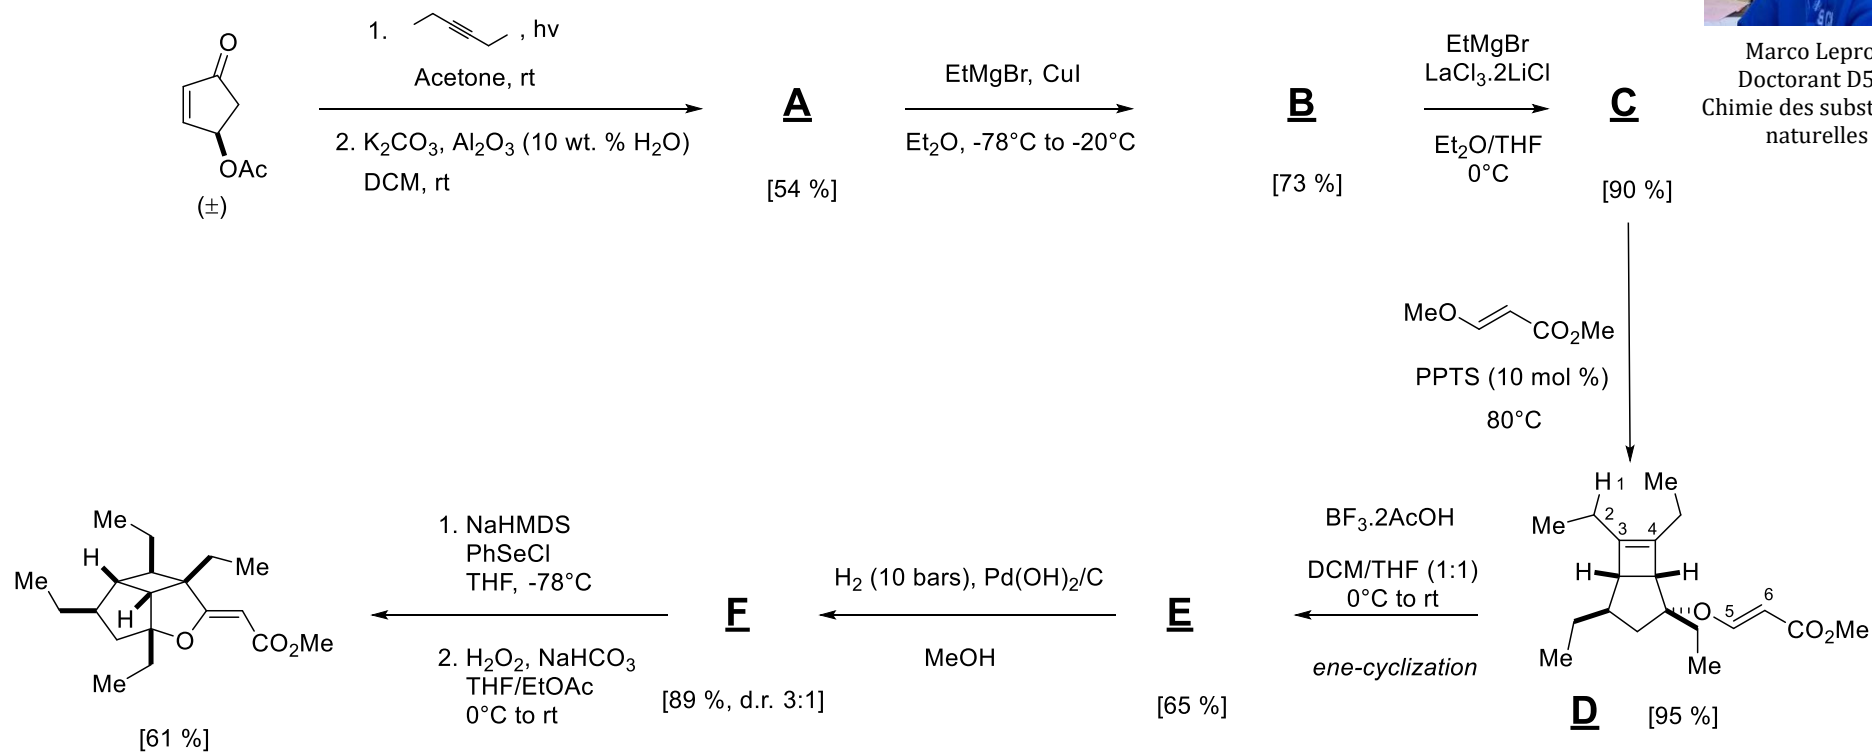 1.
, hν
Acetone, rt
2. K₂CO₃, Al₂O₃ (10 wt. % H₂O)
DCM, rt
O
OAc
(±)
A
[54 %]
EtMgBr, CuI
Et₂O, -78°C to -20°C
B
[73 %]
EtMgBr
LaCl₃.2LiCl
Et₂O/THF
0°C
C
[90 %]
Marco
Doctorant
Chimie des
naturelles
MeO
CO₂Me
PPTS (10 mol %)
80°C
H 1
Me
Me
2
3
4
H
H
O
5
6
CO₂Me
Me
Me
D
[95 %]
BF₃.2AcOH
DCM/THF (1:1)
0°C to rt
ene-cyclization
E
[65 %]
H₂ (10 bars), Pd(OH)₂/C
MeOH
F
[89 %, d.r. 3:1]
1. NaHMDS
PhSeCl
THF, -78°C
2. H₂O₂, NaHCO₃
THF/EtOAc
0°C to rt
Me
H
Me
Me
H
O
CO₂Me
Me
[61 %]